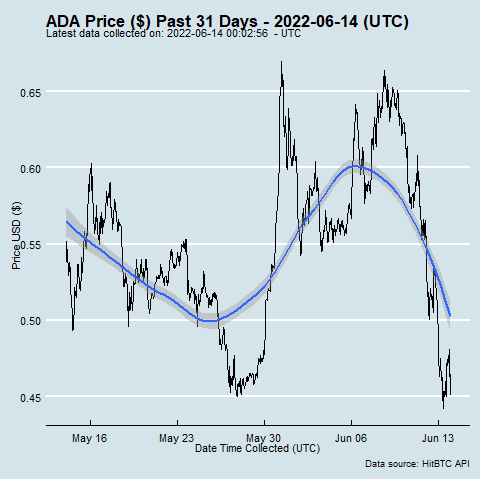 ADA Price ($) Past 31 Days - 2022-06-14 (UTC)
Latest data collected on: 2022-06-14 00:02:56  - UTC
Price USD ($)
0.65
0.60
0.55
0.50
0.45
May 16 May 23 May 30 Jun 06 Jun 13
Date Time Collected (UTC)
Data source: HitBTC API